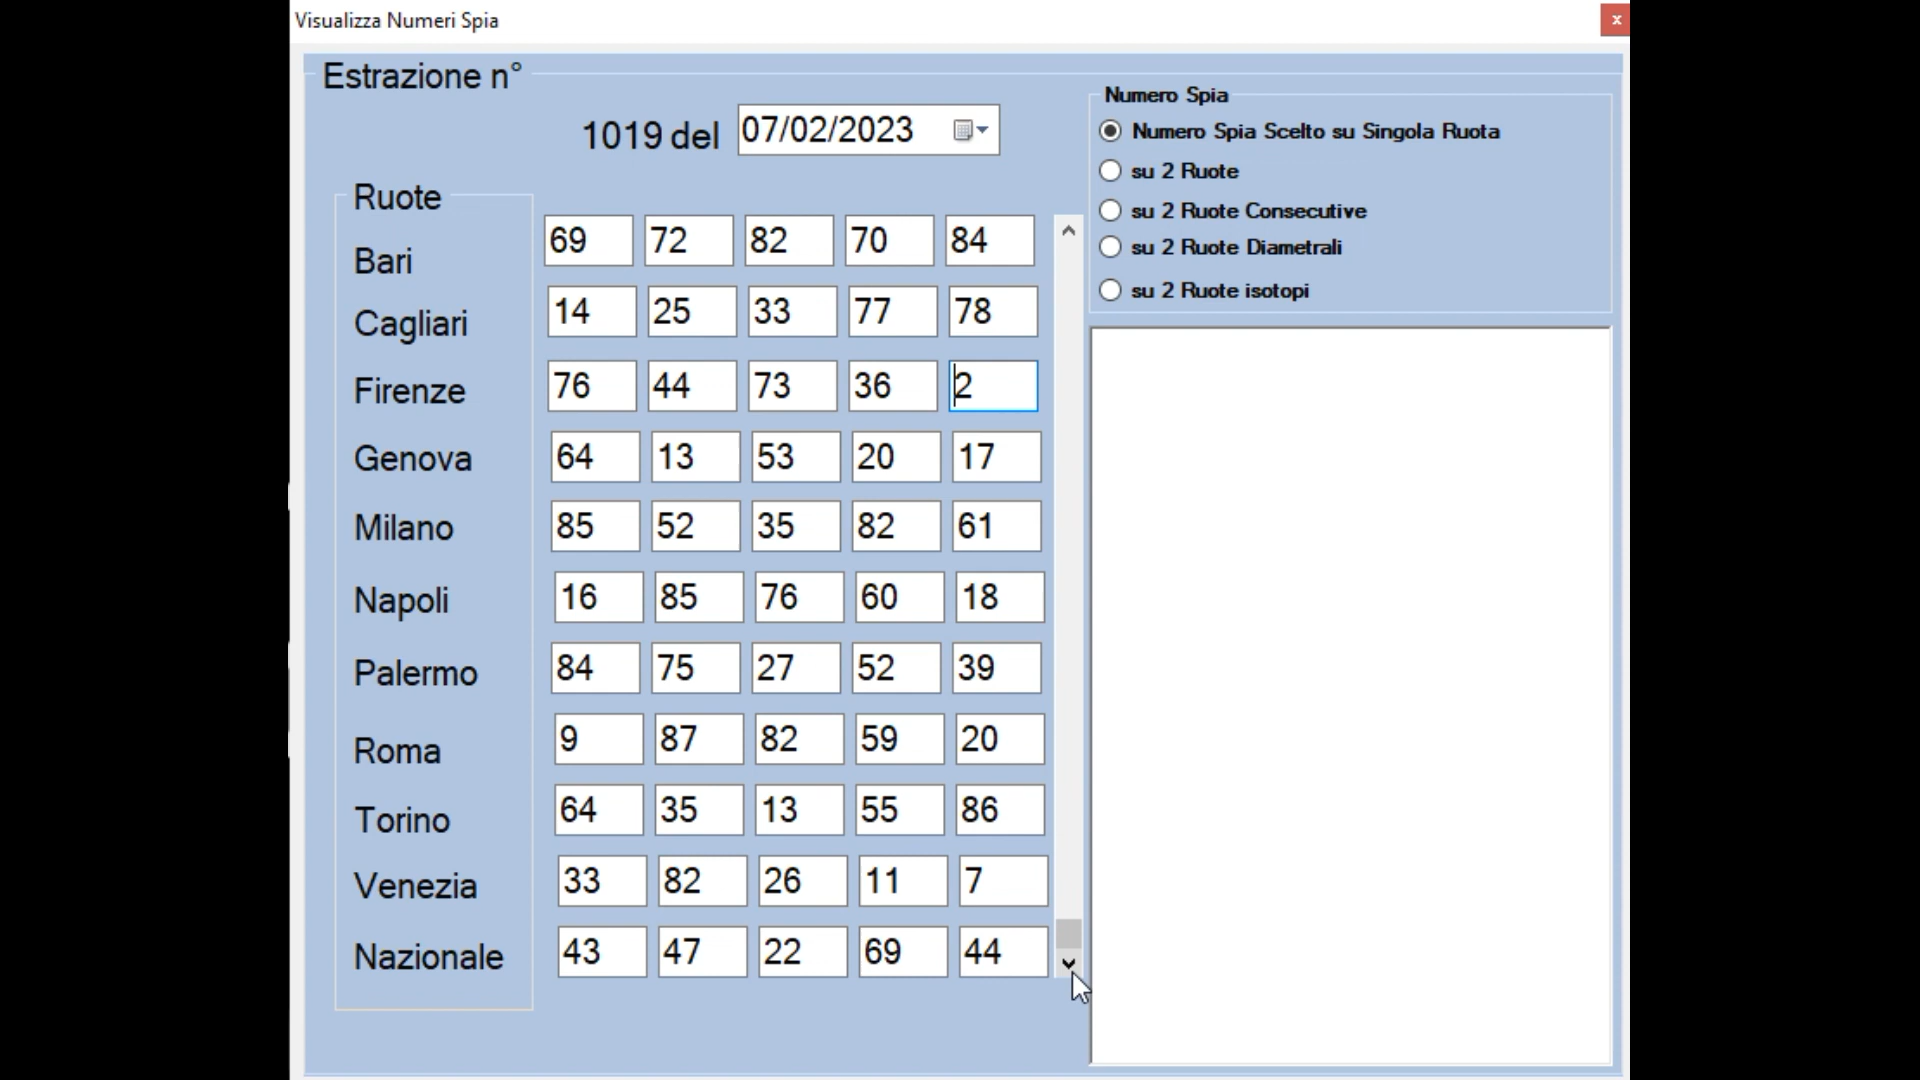 Visualizza Numeri Spia
x
Estrazione n°
1019 del 07/02/2023
Numero Spia
Numero Spia Scelto su Singola Ruota
su 2 Ruote
su 2 Ruote Consecutive
su 2 Ruote Diametrali
su 2 Ruote isotopi
Ruote
Bari 69 72 82 70 84
Cagliari 14 25 33 77 78
Firenze 76 44 73 36 2
Genova 64 13 53 20 17
Milano 85 52 35 82 61
Napoli 16 85 76 60 18
Palermo 84 75 27 52 39
Roma 9 87 82 59 20
Torino 64 35 13 55 86
Venezia 33 82 26 11 7
Nazionale 43 47 22 69 44